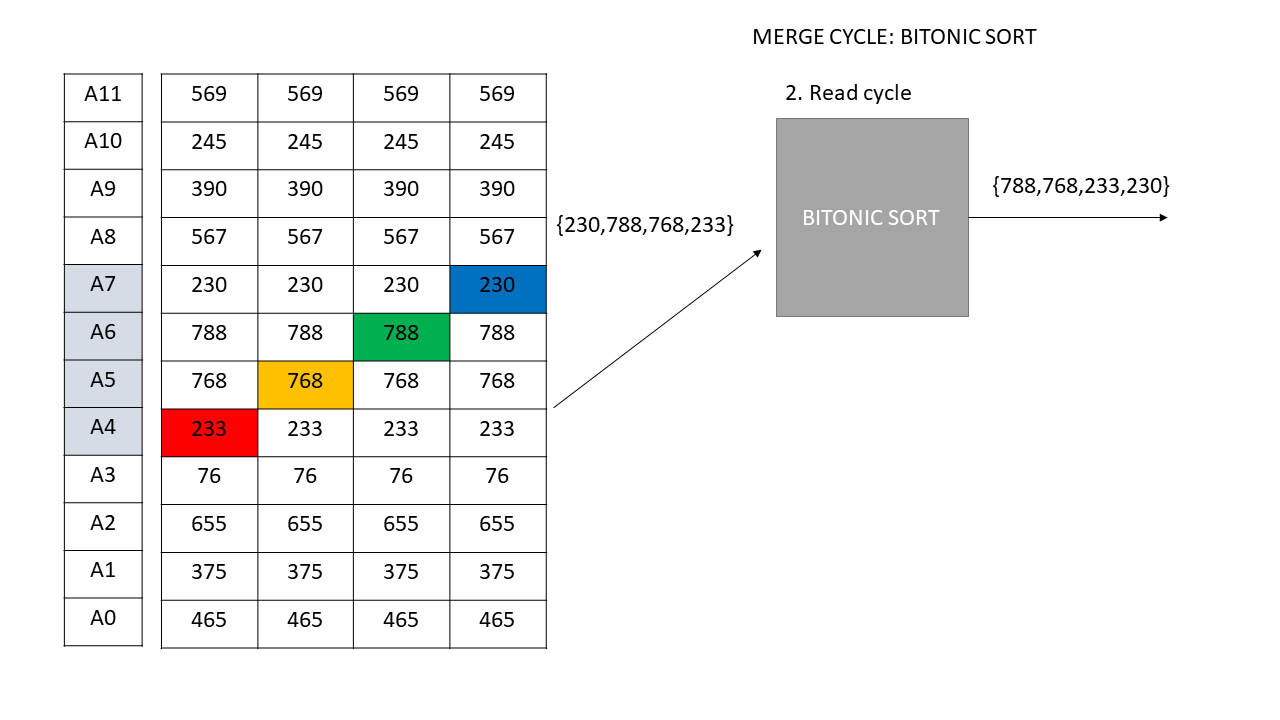 MERGE CYCLE: BITONIC SORT
2. Read cycle
A11 569 569 569 569
A10 245 245 245 245
A9 390 390 390 390
A8 567 567 567 567
A7 230 230 230 230
A6 788 788 788 788
A5 768 768 768 768
A4 233 233 233 233
A3 76 76 76 76
A2 655 655 655 655
A1 375 375 375 375
A0 465 465 465 465
{230,788,768,233}
BITONIC SORT
{788,768,233,230}